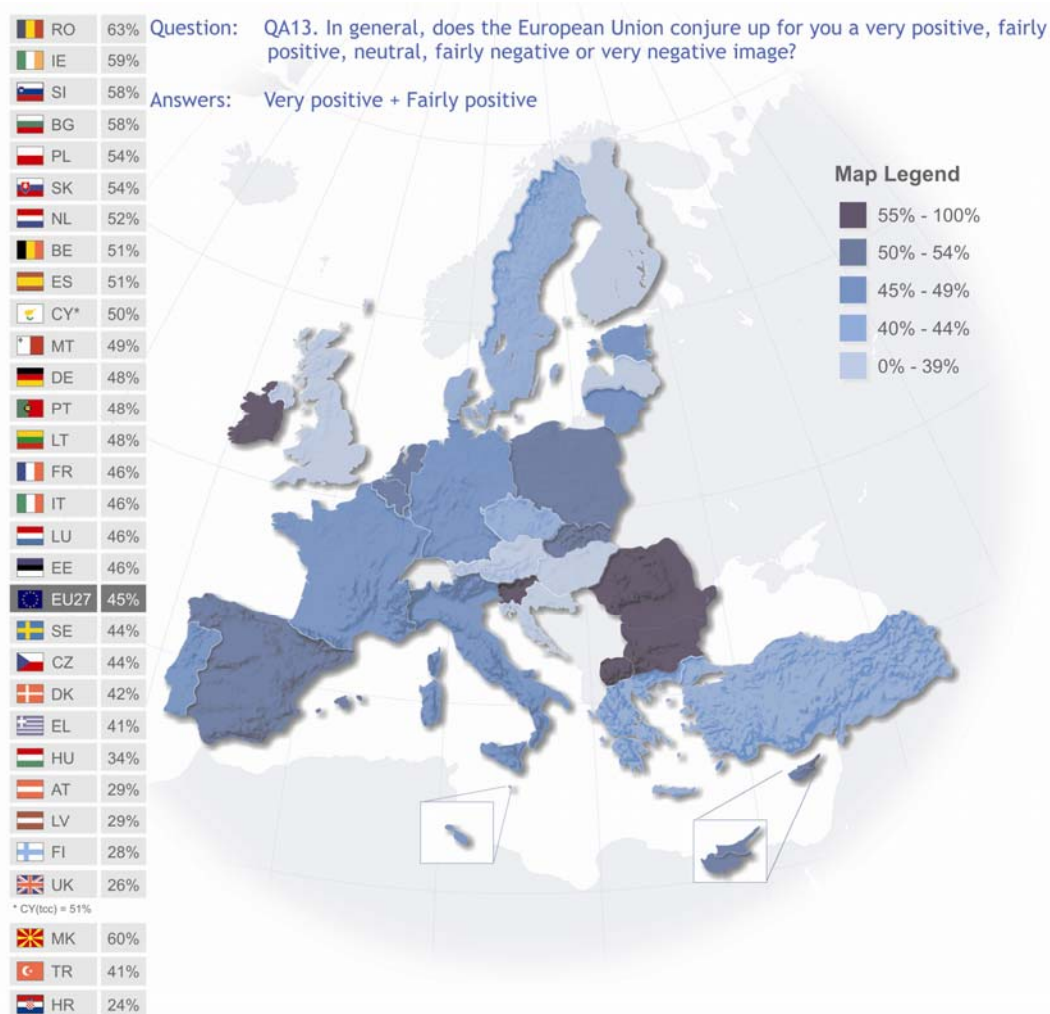 Question: QA13. In general, does the European Union conjure up for you a very positive, fairly
positive, neutral, fairly negative or very negative image?
Answers: Very positive + Fairly positive
RO 63%
IE 59%
SI 58%
BG 58%
PL 54%
SK 54%
NL 52%
BE 51%
ES 51%
CY* 50%
MT 49%
DE 48%
PT 48%
LT 48%
FR 46%
IT 46%
LU 46%
EE 46%
EU27 45%
SE 44%
CZ 44%
DK 42%
EL 41%
HU 34%
AT 29%
LV 29%
FI 28%
UK 26%
* CY(tcc) = 51%
MK 60%
TR 41%
HR 24%
Map Legend
55% - 100%
50% - 54%
45% - 49%
40% - 44%
0% - 39%